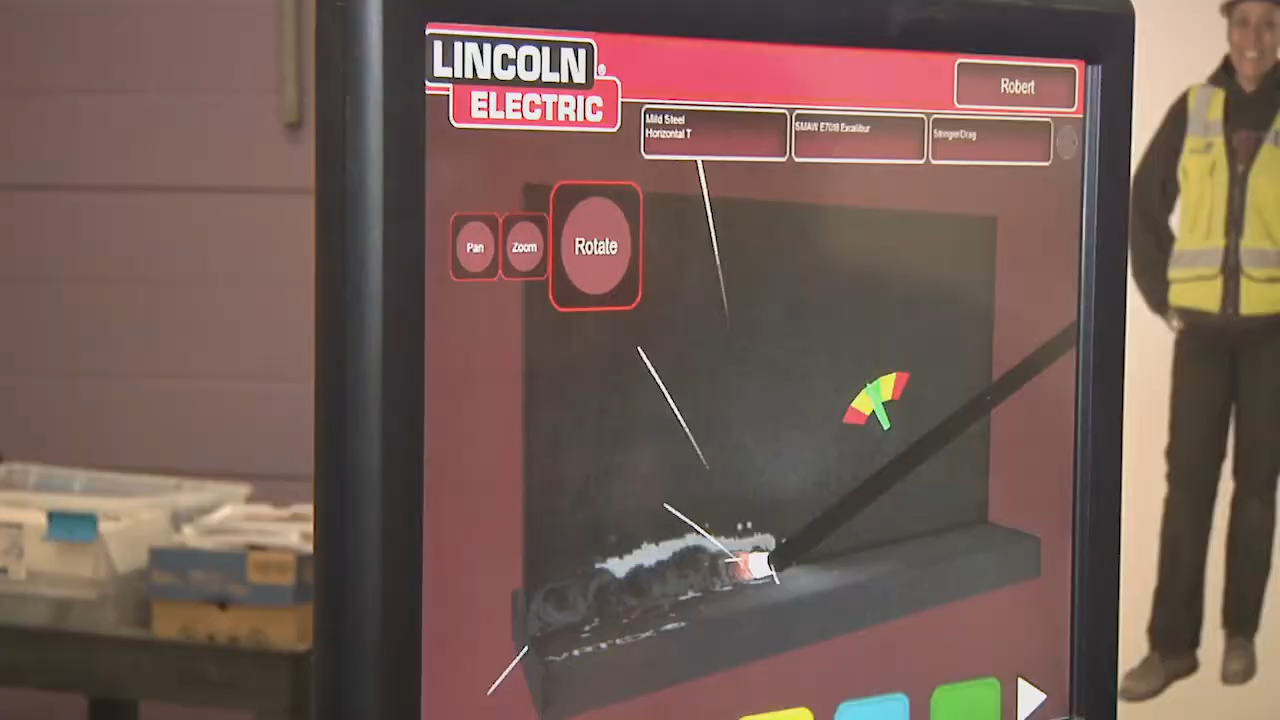 LINCOLN
ELECTRIC
Robert
Mild Steel
Horizontal T
SMAW E7018 Excalibur
Stringer Drag
Pan
Zoom
Rotate